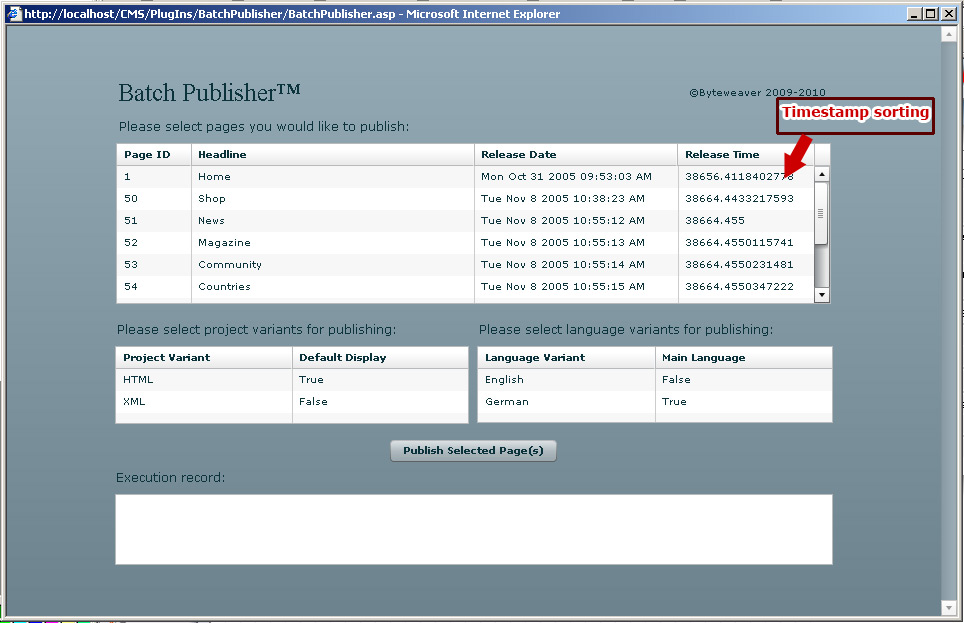 http://localhost/CMS/PlugIns/BatchPublisher/BatchPublisher.asp - Microsoft Internet Explorer
Batch Publisher™
©Byteweaver 2009-2010
Timestamp sorting
Please select pages you would like to publish:
Page ID Headline Release Date Release Time
1 Home Mon Oct 31 2005 09:53:03 AM 38656.4118402778
50 Shop Tue Nov 8 2005 10:38:23 AM 38664.4433217593
51 News Tue Nov 8 2005 10:55:12 AM 38664.455
52 Magazine Tue Nov 8 2005 10:55:13 AM 38664.4550115741
53 Community Tue Nov 8 2005 10:55:14 AM 38664.4550231481
54 Countries Tue Nov 8 2005 10:55:15 AM 38664.4550347222
Please select project variants for publishing: Please select language variants for publishing:
Project Variant Default Display Language Variant Main Language
HTML True English False
XML False German True
Publish Selected Page(s)
Execution record: